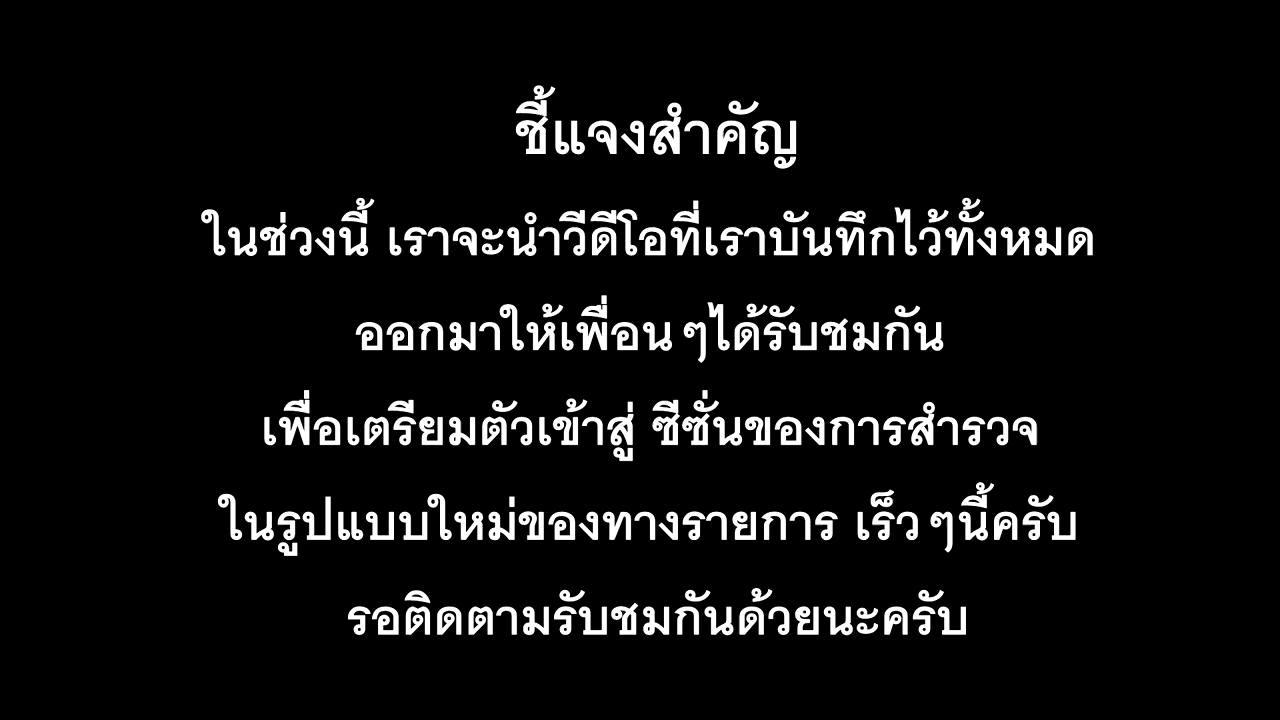 ชี้แจงสำคัญ
ในช่วงนี้ เราจะนำวีดีโอที่เราบันทึกไว้ทั้งหมด
ออกมาให้เพื่อนๆได้รับชมกัน
เพื่อเตรียมตัวเข้าสู่ ซีซั่นของการสำรวจ
ในรูปแบบใหม่ของทางรายการ เร็วๆนี้ครับ
รอติดตามรับชมกันด้วยนะครับ